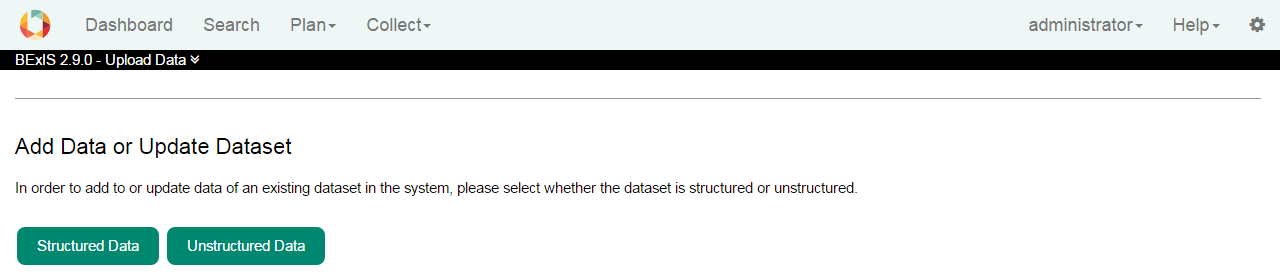 Dashboard Search Plan Collect administrator Help
BExIS 2.9.0 - Upload Data
Add Data or Update Dataset
In order to add to or update data of an existing dataset in the system, please select whether the dataset is structured or unstructured.
Structured Data Unstructured Data